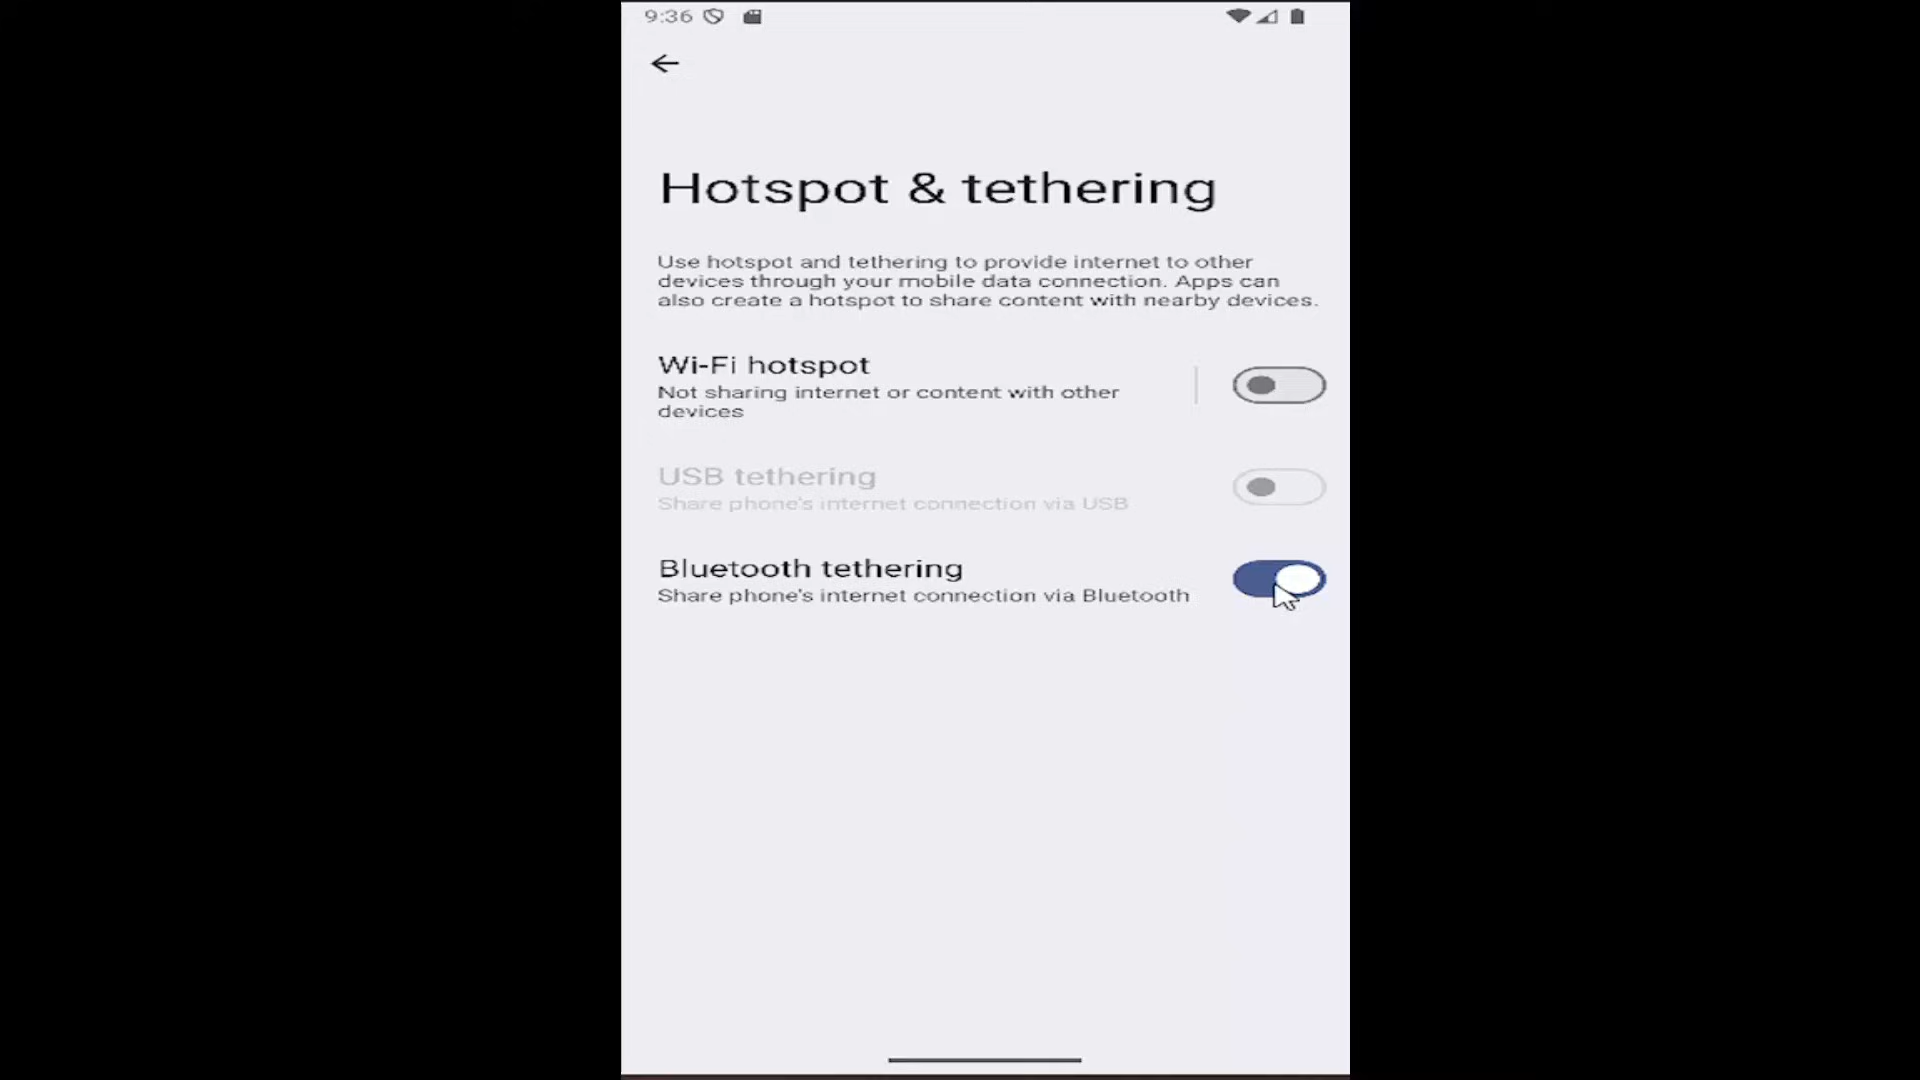 9:36
Hotspot & tethering
Use hotspot and tethering to provide internet to other
devices through your mobile data connection. Apps can
also create a hotspot to share content with nearby devices.
Wi-Fi hotspot
Not sharing internet or content with other
devices
USB tethering
Share phone's internet connection via USB
Bluetooth tethering
Share phone's internet connection via Bluetooth